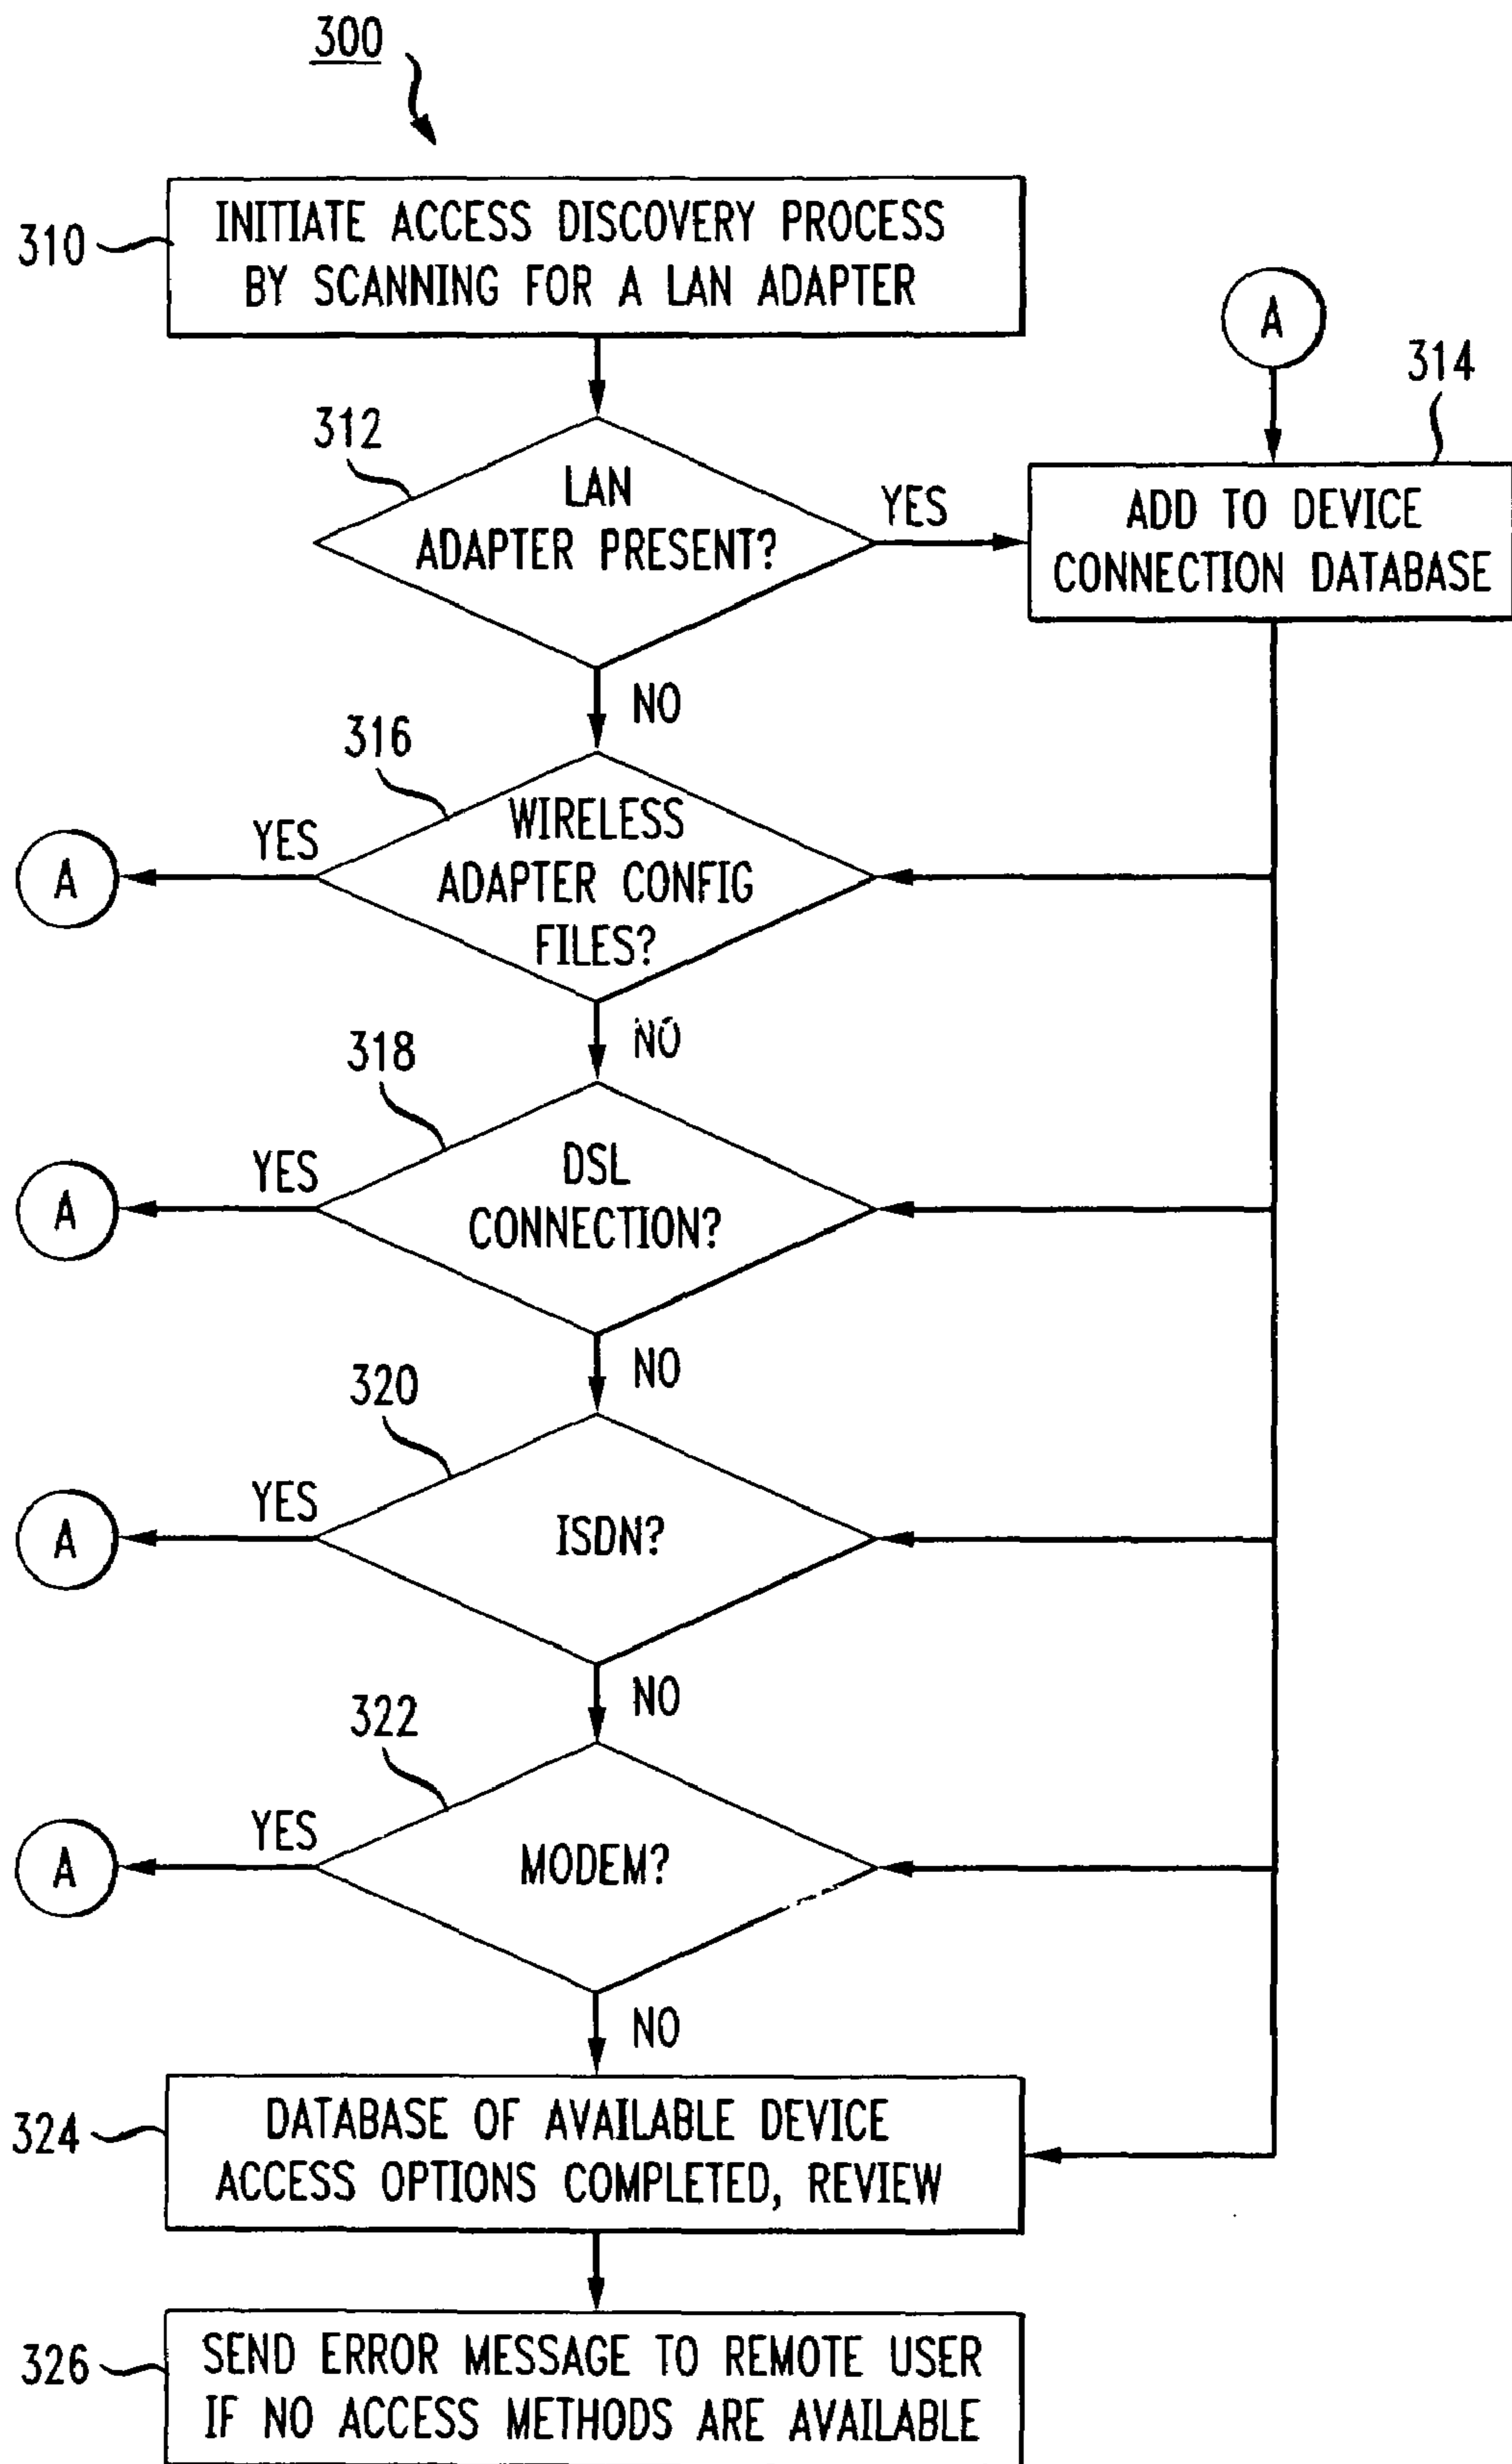 300
310
INITIATE ACCESS DISCOVERY PROCESS
BY SCANNING FOR A LAN ADAPTER
A
314
312
LAN
ADAPTER PRESENT?
YES
ADD TO DEVICE
CONNECTION DATABASE
NO
316
WIRELESS
ADAPTER CONFIG
FILES?
YES
A
NO
318
DSL
CONNECTION?
YES
A
NO
320
ISDN?
YES
A
NO
322
MODEM?
YES
A
NO
324
DATABASE OF AVAILABLE DEVICE
ACCESS OPTIONS COMPLETED, REVIEW
326
SEND ERROR MESSAGE TO REMOTE USER
IF NO ACCESS METHODS ARE AVAILABLE